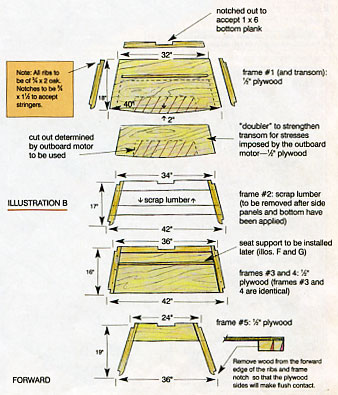 notched out to
accept 1 x 6
bottom plank
32"
Note: All ribs to
be of ¾ x 2 oak.
Notches to be ¾
x 1½ to accept
stringers.
frame #1 (and transom):
½" plywood
18"
40"
2"
cut out determined
by outboard motor
to be used
"doubler" to strengthen
transom for stresses
imposed by the outboard
motor—½" plywood
34"
ILLUSTRATION B
17"
scrap lumber
frame #2: scrap lumber
(to be removed after side
panels and bottom have
been applied)
42"
36"
seat support to be installed
later (illos. F and G)
16"
frames #3 and 4: ½"
plywood (frames #3 and
4 are identical)
42"
24"
frame #5: ½" plywood
19"
Remove wood from the forward
edge of the ribs and frame
notch so that the plywood
sides will make flush contact.
FORWARD
36"